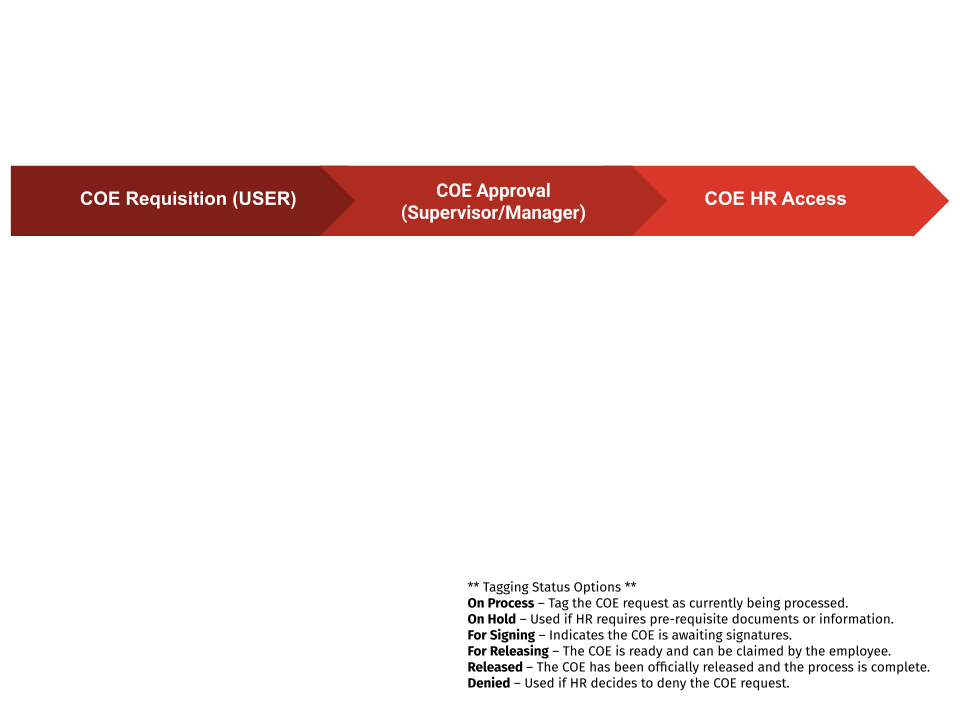 COE Requisition (USER)
COE Approval
(Supervisor/Manager)
COE HR Access
** Tagging Status Options **
On Process – Tag the COE request as currently being processed.
On Hold – Used if HR requires pre-requisite documents or information.
For Signing – Indicates the COE is awaiting signatures.
For Releasing – The COE is ready and can be claimed by the employee.
Released – The COE has been officially released and the process is complete.
Denied – Used if HR decides to deny the COE request.